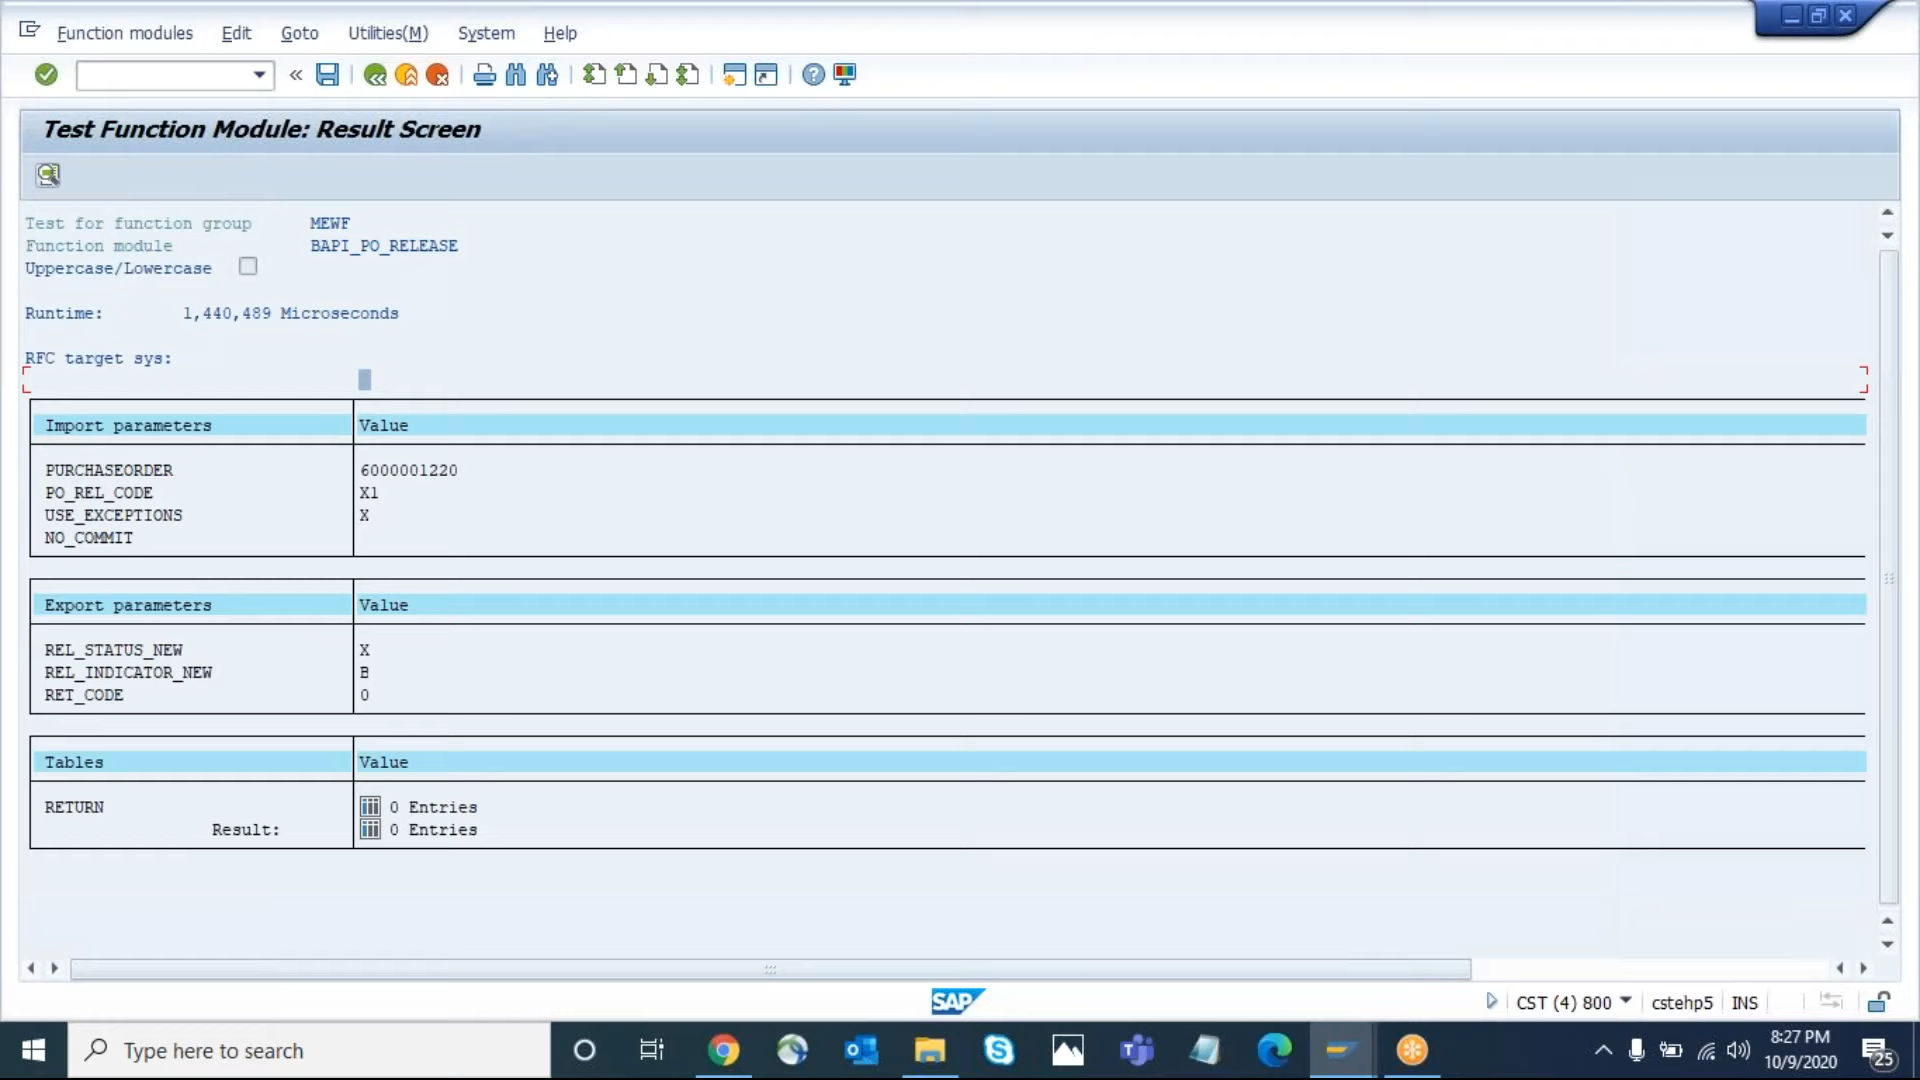 Function modules Edit Goto Utilities(M) System Help
Test Function Module: Result Screen
Test for function group MEWF
Function module BAPI_PO_RELEASE
Uppercase/Lowercase
Runtime: 1,440,489 Microseconds
RFC target sys:
Import parameters Value
PURCHASEORDER 6000001220
PO_REL_CODE X1
USE_EXCEPTIONS X
NO_COMMIT
Export parameters Value
REL_STATUS_NEW X
REL_INDICATOR_NEW B
RET_CODE 0
Tables Value
RETURN 0 Entries
Result: 0 Entries
SAP CST (4) 800 cstehp5 INS
Type here to search
8:27 PM
10/9/2020
25